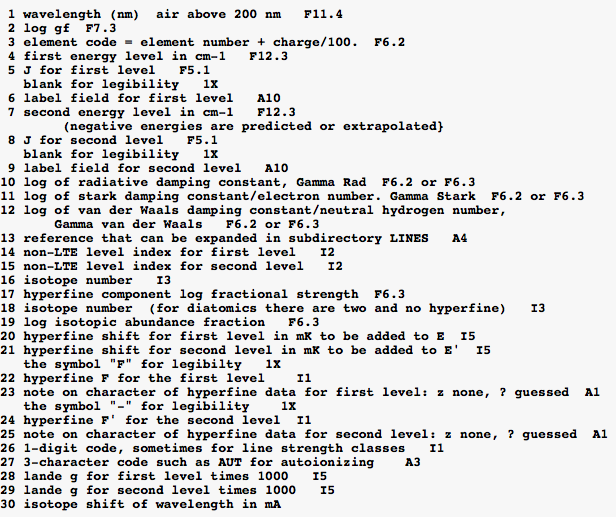 1 wavelength (nm) air above 200 nm F11.4
2 log gf F7.3
3 element code = element number + charge/100. F6.2
4 first energy level in cm-1 F12.3
5 J for first level F5.1
blank for legibility 1X
6 label field for first level A10
7 second energy level in cm-1 F12.3
(negative energies are predicted or extrapolated}
8 J for second level F5.1
blank for legibility 1X
9 label field for second level A10
10 log of radiative damping constant, Gamma Rad F6.2 or F6.3
11 log of stark damping constant/electron number. Gamma Stark F6.2 or F6.3
12 log of van der Waals damping constant/neutral hydrogen number,
Gamma van der Waals F6.2 or F6.3
13 reference that can be expanded in subdirectory LINES A4
14 non-LTE level index for first level I2
15 non-LTE level index for second level I2
16 isotope number I3
17 hyperfine component log fractional strength F6.3
18 isotope number (for diatomics there are two and no hyperfine) I3
19 log isotopic abundance fraction F6.3
20 hyperfine shift for first level in mK to be added to E I5
21 hyperfine shift for second level in mK to be added to E' I5
the symbol "F" for legibilty 1X
22 hyperfine F for the first level I1
23 note on character of hyperfine data for first level: z none, ? guessed A1
the symbol "-" for legibility 1X
24 hyperfine F' for the second level I1
25 note on character of hyperfine data for second level: z none, ? guessed A1
26 1-digit code, sometimes for line strength classes I1
27 3-character code such as AUT for autoionizing A3
28 lande g for first level times 1000 I5
29 lande g for second level times 1000 I5
30 isotope shift of wavelength in mA